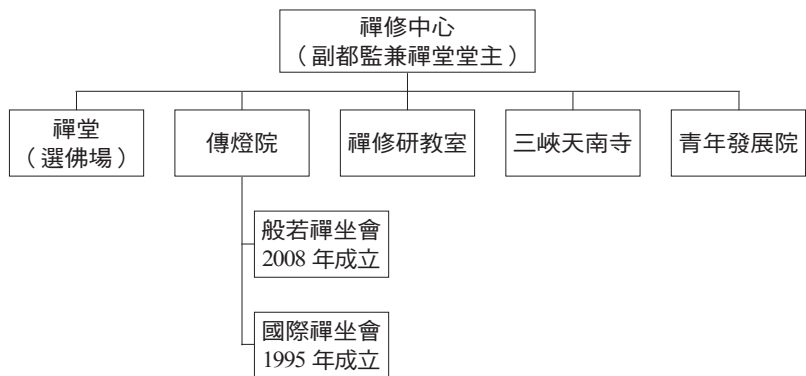 禪修中心
（副都監兼禪堂堂主）
禪堂
（選佛場）
傳燈院
禪修研教室
三峽天南寺
青年發展院
般若禪坐會
2008 年成立
國際禪坐會
1995 年成立